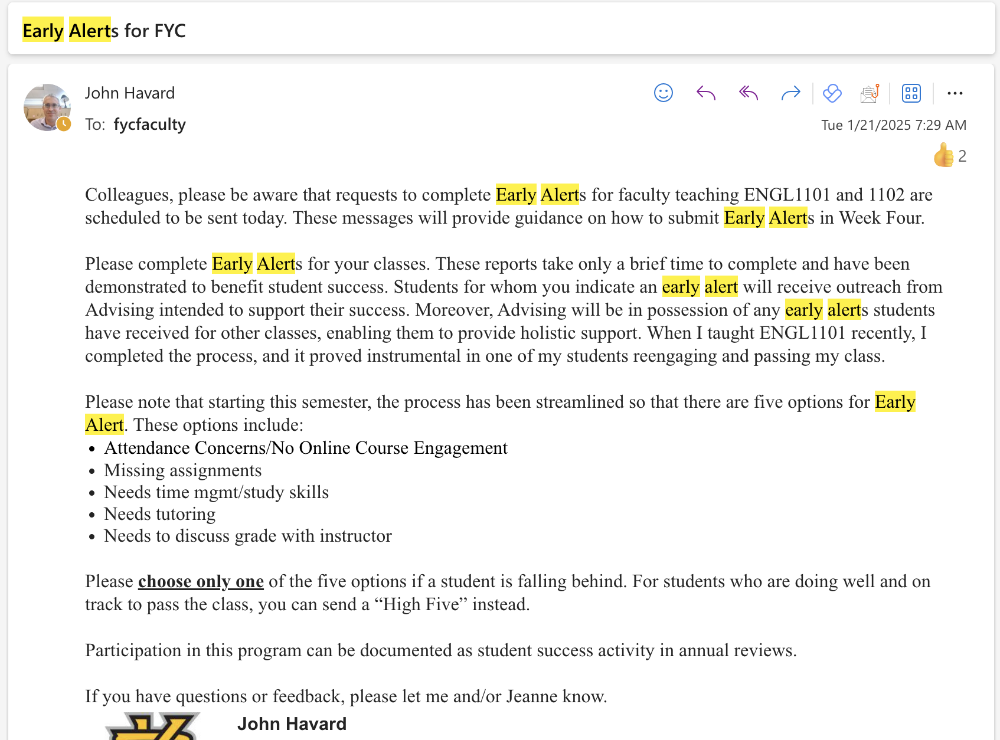 Early Alerts for FYC
John Havard
To: fycfaculty
Tue 1/21/2025 7:29 AM
2
Colleagues, please be aware that requests to complete Early Alerts for faculty teaching ENGL1101 and 1102 are
scheduled to be sent today. These messages will provide guidance on how to submit Early Alerts in Week Four.
Please complete Early Alerts for your classes. These reports take only a brief time to complete and have been
demonstrated to benefit student success. Students for whom you indicate an early alert will receive outreach from
Advising intended to support their success. Moreover, Advising will be in possession of any early alerts students
have received for other classes, enabling them to provide holistic support. When I taught ENGL1101 recently, I
completed the process, and it proved instrumental in one of my students reengaging and passing my class.
Please note that starting this semester, the process has been streamlined so that there are five options for Early
Alert. These options include:
• Attendance Concerns/No Online Course Engagement
• Missing assignments
• Needs time mgmt/study skills
• Needs tutoring
• Needs to discuss grade with instructor
Please choose only one of the five options if a student is falling behind. For students who are doing well and on
track to pass the class, you can send a “High Five” instead.
Participation in this program can be documented as student success activity in annual reviews.
If you have questions or feedback, please let me and/or Jeanne know.
John Havard